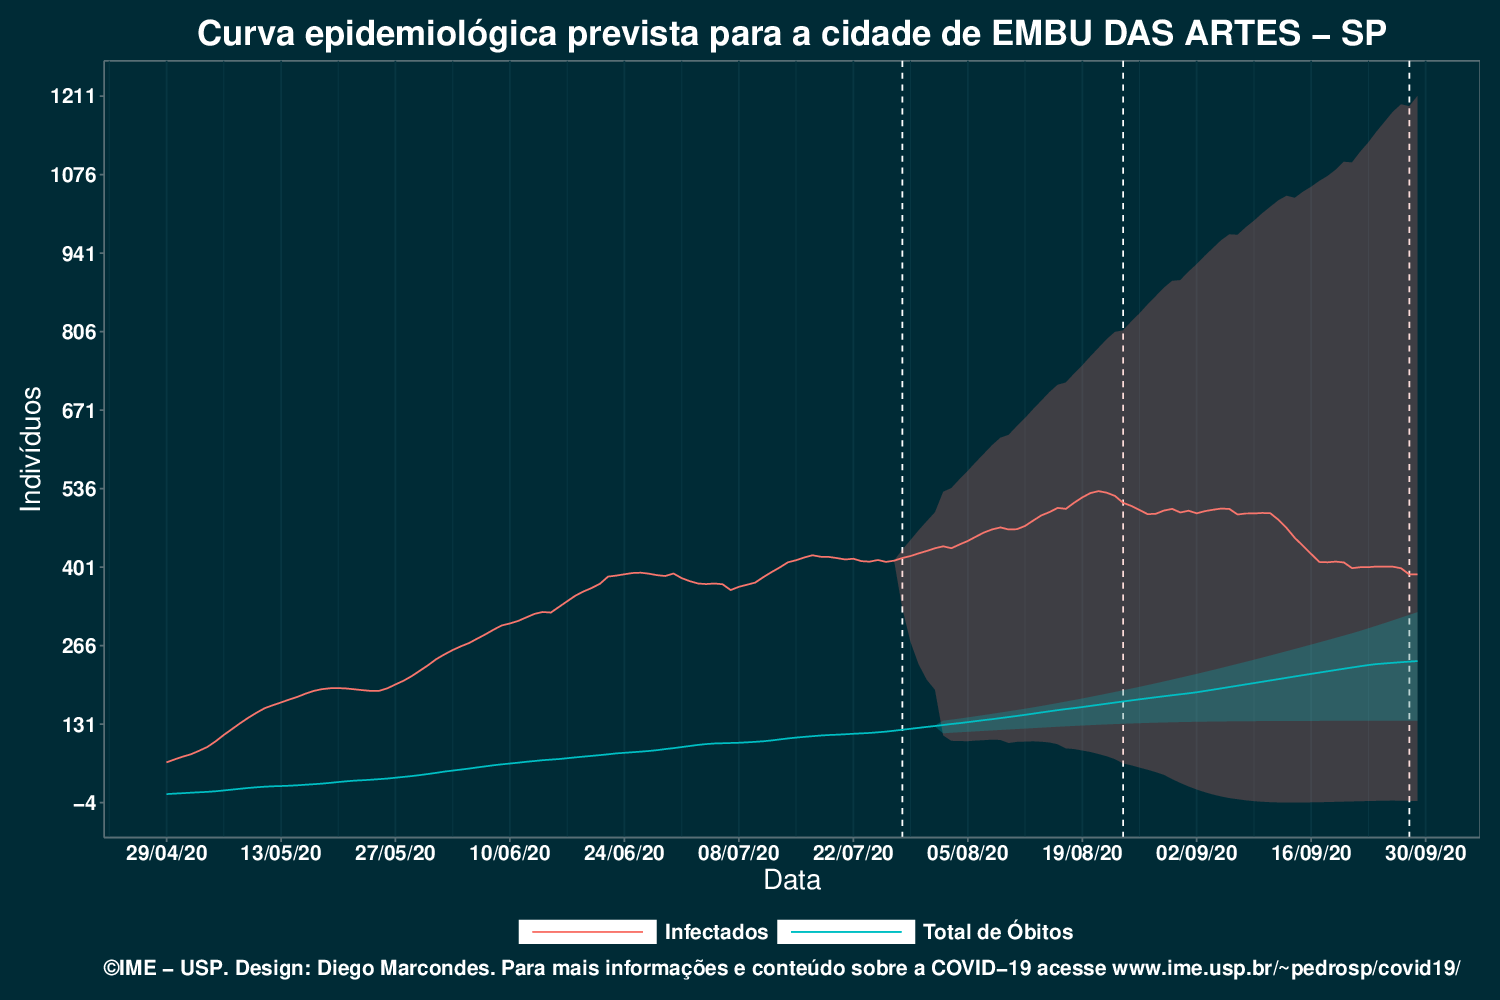 Curva epidemiológica prevista para a cidade de EMBU DAS ARTES – SP
1211
1076
941
806
671
536
401
266
131
–4
Indivíduos
29/04/20 13/05/20 27/05/20 10/06/20 24/06/20 08/07/20 22/07/20 05/08/20 19/08/20 02/09/20 16/09/20 30/09/20
Data
Infectados Total de Óbitos
©IME – USP. Design: Diego Marcondes. Para mais informações e conteúdo sobre a COVID–19 acesse www.ime.usp.br/~pedrosp/covid19/